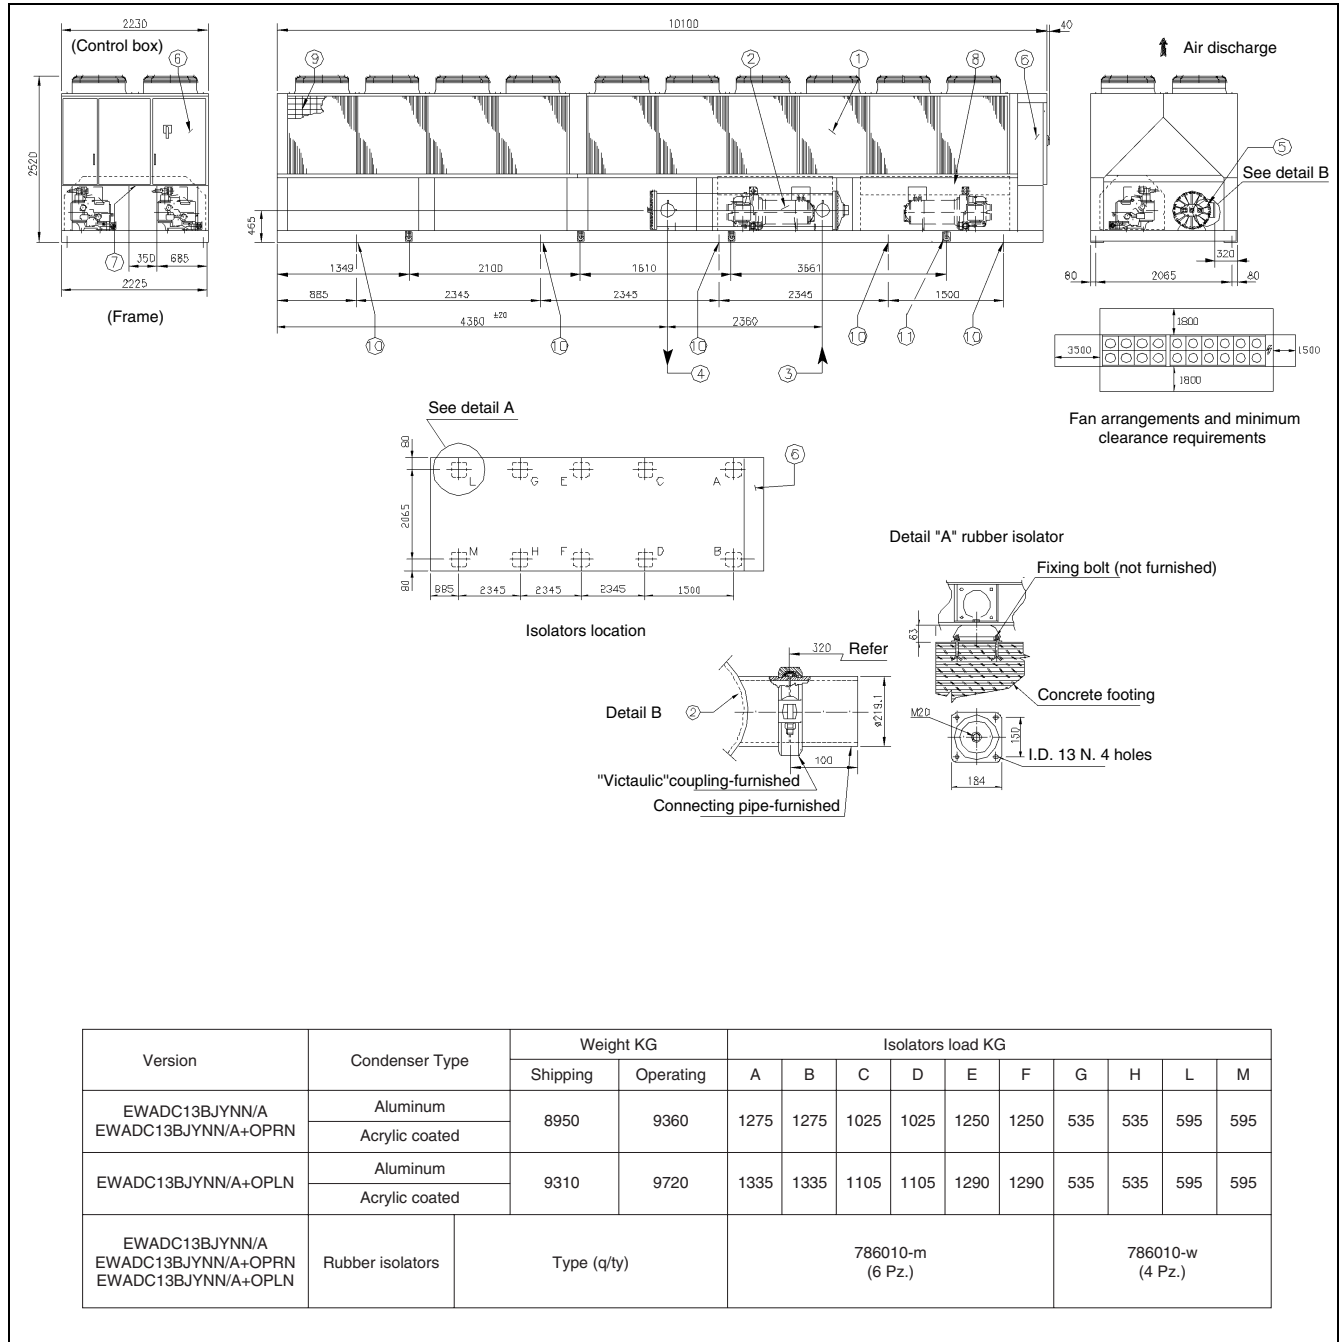 2230
10100
40
(Control box)
6
9
2
1
8
6
Air discharge
2520
465
5
See detail B
7
350
685
2225
(Frame)
1349
2100
1610
3661
885
2345
2345
2345
1500
4360 ±20
2360
10
10
10
10
11
10
4
3
320
80
2065
80
1800
3500
1500
1800
Fan arrangements and minimum
clearance requirements
See detail A
80
2065
80
6
L
G
E
C
A
M
H
F
D
B
885
2345
2345
2345
1500
Isolators location
Detail "A" rubber isolator
Fixing bolt (not furnished)
63
Concrete footing
M20
150
I.D. 13 N. 4 holes
184
320
Refer
Detail B
2
ø219.1
100
"Victaulic"coupling-furnished
Connecting pipe-furnished
Version Condenser Type Weight KG Isolators load KG
Shipping Operating A B C D E F G H L M
EWADC13BJYNN/A
EWADC13BJYNN/A+OPRN
Aluminum
Acrylic coated
8950 9360 1275 1275 1025 1025 1250 1250 535 535 595 595
EWADC13BJYNN/A+OPLN
Aluminum
Acrylic coated
9310 9720 1335 1335 1105 1105 1290 1290 535 535 595 595
EWADC13BJYNN/A
EWADC13BJYNN/A+OPRN
EWADC13BJYNN/A+OPLN
Rubber isolators
Type (q/ty)
786010-m
(6 Pz.)
786010-w
(4 Pz.)